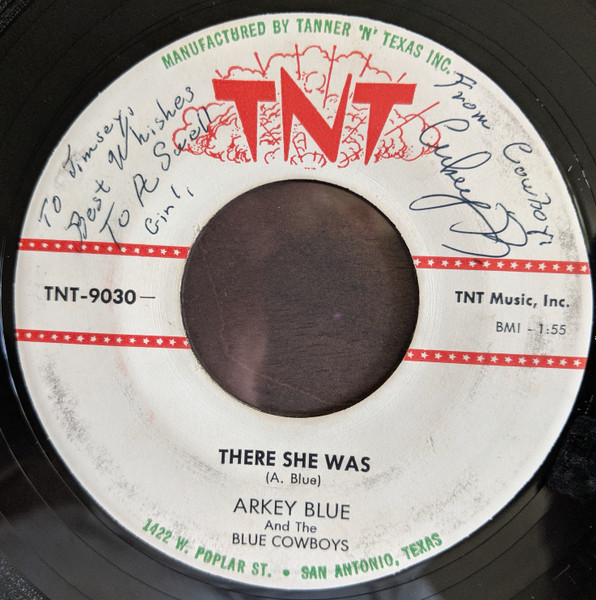 MANUFACTURED BY TANNER 'N' TEXAS INC.
TNT
To Jimsey,
Best Whishes
To A Swell
Girl,
From Cowboy
Arkey B
TNT-9030—
TNT Music, Inc.
BMI - 1:55
THERE SHE WAS
(A. Blue)
ARKEY BLUE
And The
BLUE COWBOYS
1422 W. POPLAR ST. • SAN ANTONIO, TEXAS